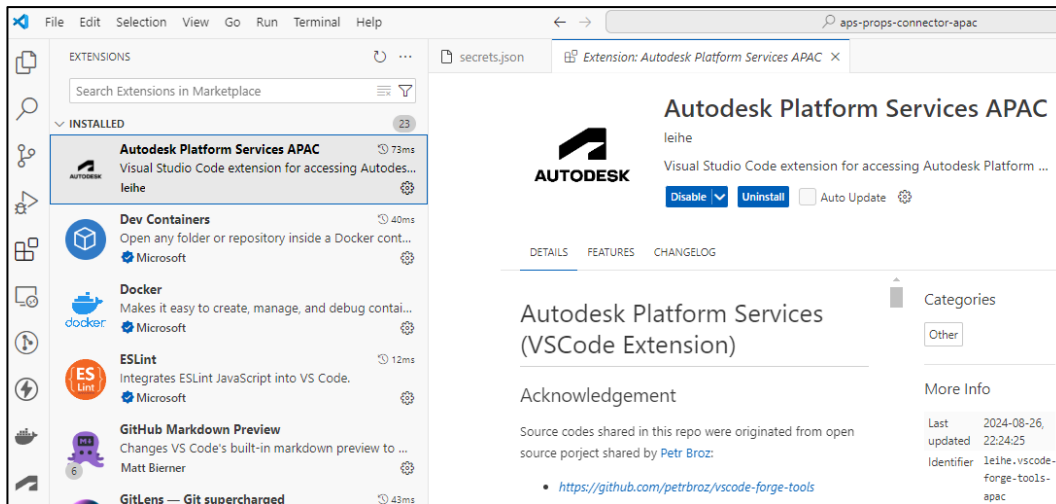 File Edit Selection View Go Run Terminal Help
aps-props-connector-apac
EXTENSIONS
Search Extensions in Marketplace
INSTALLED
23
AUTODESK
Autodesk Platform Services APAC
73ms
Visual Studio Code extension for accessing Autodes...
leihe
Dev Containers
40ms
Open any folder or repository inside a Docker cont...
Microsoft
docker
Docker
Makes it easy to create, manage, and debug contai...
Microsoft
ES
Lint
ESLint
12ms
Integrates ESLint JavaScript into VS Code.
Microsoft
GitHub Markdown Preview
Changes VS Code's built-in markdown preview to ...
6
Matt Bierner
GitLens — Git supercharged
43ms
secrets.json
Extension: Autodesk Platform Services APAC
AUTODESK
Autodesk Platform Services APAC
leihe
Visual Studio Code extension for accessing Autodesk Platform ...
Disable
Uninstall
Auto Update
DETAILS FEATURES CHANGELOG
Autodesk Platform Services
(VSCode Extension)
Acknowledgement
Source codes shared in this repo were originated from open
source porject shared by Petr Broz:
• https://github.com/petrbroz/vscode-forge-tools
Categories
Other
More Info
Last 2024-08-26,
updated 22:24:25
Identifier leihe.vscode-
forge-tools-
apac